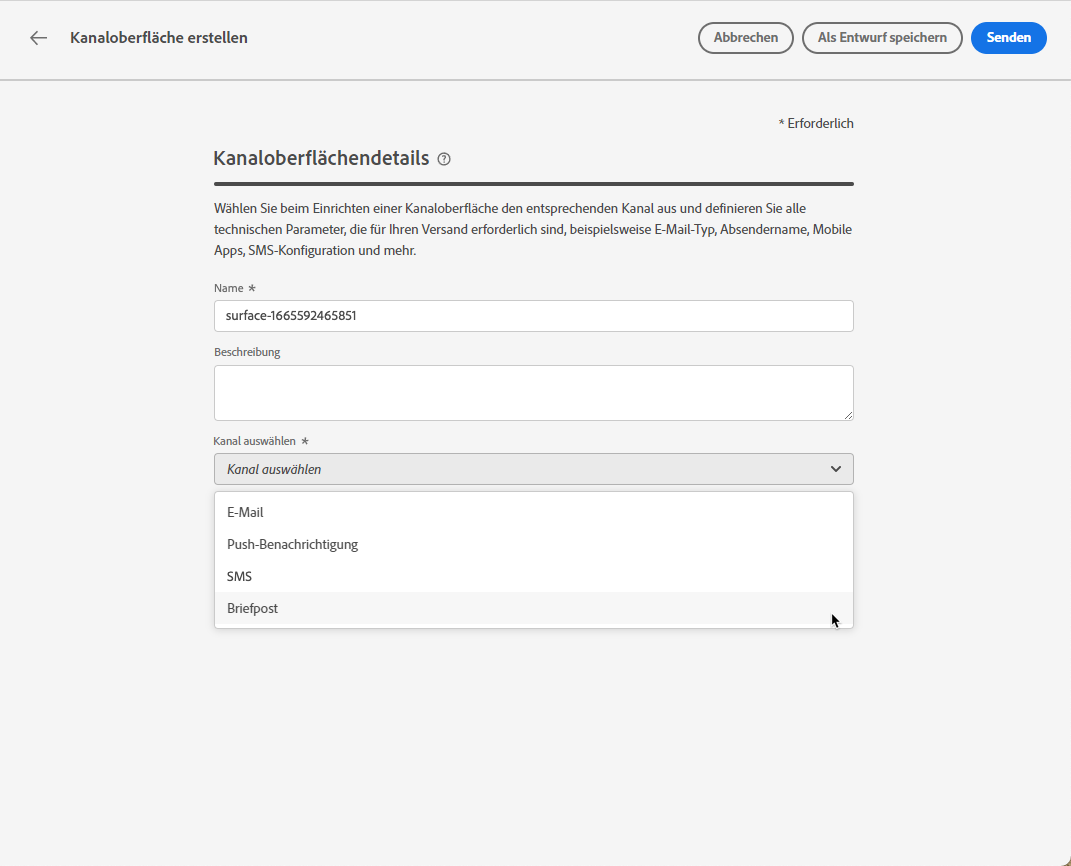 Kanaloberfläche erstellen
Abbrechen
Als Entwurf speichern
Senden
* Erforderlich
Kanaloberflächendetails
Wählen Sie beim Einrichten einer Kanaloberfläche den entsprechenden Kanal aus und definieren Sie alle
technischen Parameter, die für Ihren Versand erforderlich sind, beispielsweise E-Mail-Typ, Absendername, Mobile
Apps, SMS-Konfiguration und mehr.
Name *
surface-1665592465851
Beschreibung
Kanal auswählen *
Kanal auswählen
E-Mail
Push-Benachrichtigung
SMS
Briefpost